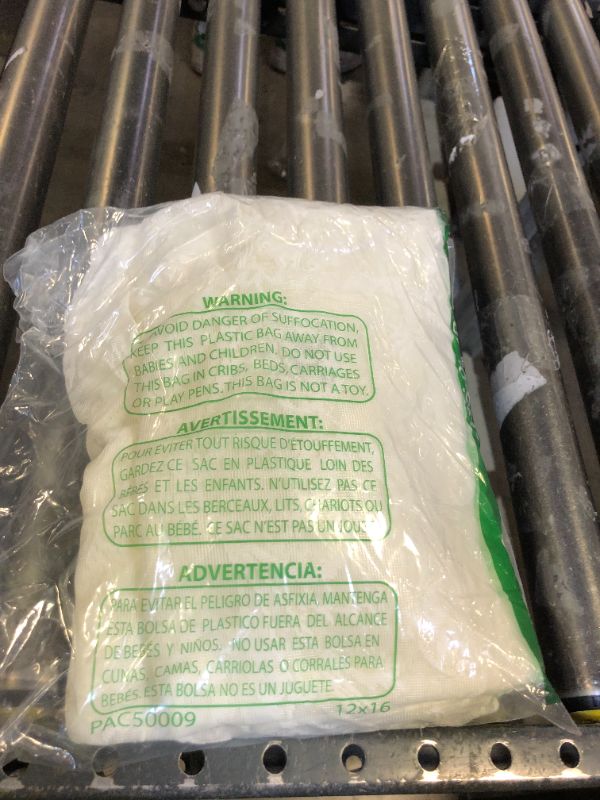 WARNING:
AVOID DANGER OF SUFFOCATION,
KEEP THIS PLASTIC BAG AWAY FROM
BABIES AND CHILDREN. DO NOT USE
THIS BAG IN CRIBS, BEDS, CARRIAGES
OR PLAY PENS. THIS BAG IS NOT A TOY.
AVERTISSEMENT:
POUR EVITER TOUT RISQUE D'ÉTOUFFEMENT,
GARDEZ CE SAC EN PLASTIQUE LOIN DES
BÉBÉS ET LES ENFANTS. N'UTILISEZ PAS CE
SAC DANS LES BERCEAUX, LITS, CHARIOTS OU
PARC AU BÉBÉ. CE SAC N'EST PAS UN JOUET
ADVERTENCIA:
PARA EVITAR EL PELIGRO DE ASFIXIA, MANTENGA
ESTA BOLSA DE PLASTICO FUERA DEL ALCANCE
DE BEBÉS Y NIÑOS. NO USAR ESTA BOLSA EN
CUNAS, CAMAS, CARRIOLAS O CORRALES PARA
BEBÉS. ESTA BOLSA NO ES UN JUGUETE.
PAC50009 12x16